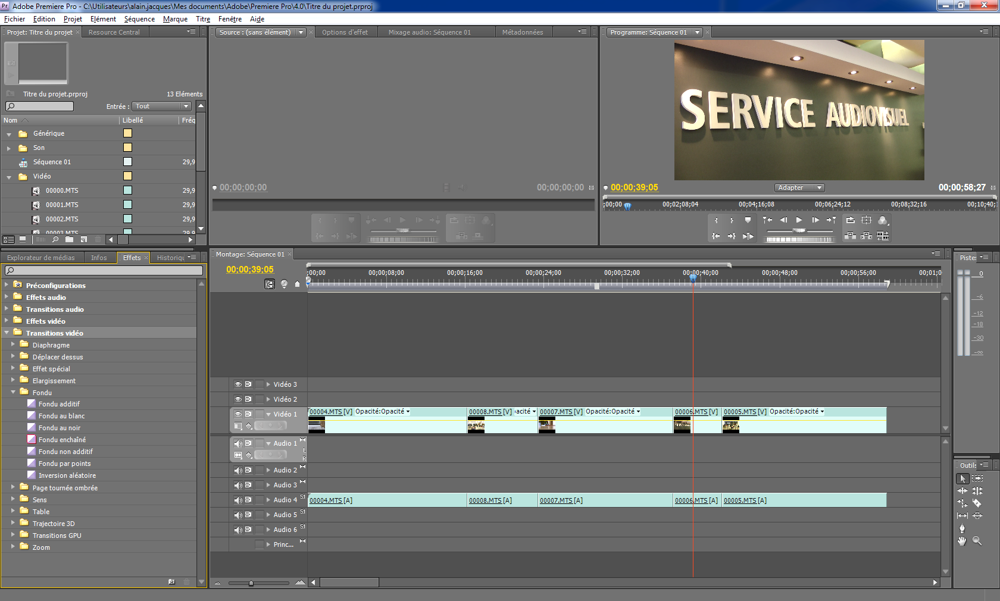 Adobe Premiere Pro - C:\Utilisateurs\alain.jacques\Mes documents\Adobe\Premiere Pro\4.0\Titre du projet.prproj
Fichier Edition Projet Elément Séquence Marque Titre Fenêtre Aide
Projet: Titre du projet
Resource Central
Titre du projet.prproj
13 Eléments
Entrée : Tout
Nom Libellé Fréq
Générique
Son
Séquence 01 29,9
Vidéo
00000.MTS 29,9
00001.MTS 29,9
00002.MTS 29,9
00003.MTS 29,9
Source : (sans élément)
Options d'effet
Mixage audio: Séquence 01
Métadonnées
00;00;00;00
00;00;00;00
Programme: Séquence 01
SERVICE AUDIOVISUEL
00;00;39;05
Adapter
00;00;58;27
;00;00 00;02;08;04 00;04;16;08 00;06;24;12 00;08;32;16 00;10;40;
Explorateur de médias
Infos
Effets
Historiqu
Préconfigurations
Effets audio
Transitions audio
Effets vidéo
Transitions vidéo
Diaphragme
Déplacer dessus
Effet spécial
Elargissement
Fondu
Fondu additif
Fondu au blanc
Fondu au noir
Fondu enchaîné
Fondu non additif
Fondu par points
Inversion aléatoire
Page tournée ombrée
Sens
Table
Trajectoire 3D
Transitions GPU
Zoom
Montage: Séquence 01
00;00;39;05
;00;00 00;00;08;00 00;00;16;00 00;00;24;00 00;00;32;00 00;00;40;00 00;00;48;00 00;00;56;00 00;01;0
Vidéo 3
Vidéo 2
Vidéo 1
00004.MTS [V] Opacité:Opacité 00008.MTS [V] pacité 00007.MTS [V] Opacité:Opacité 00006.MTS [V] 00005.MTS [V] Opacité:Opacité
Audio 1
L
R
Audio 2
Audio 3
Audio 4 51
00004.MTS [A] 00008.MTS [A] 00007.MTS [A] 00006.MTS [A] 00005.MTS [A]
Audio 5 51
Audio 6 51
Princ...
Pistes
0
-6
-12
-18
-30
-∞
Outils